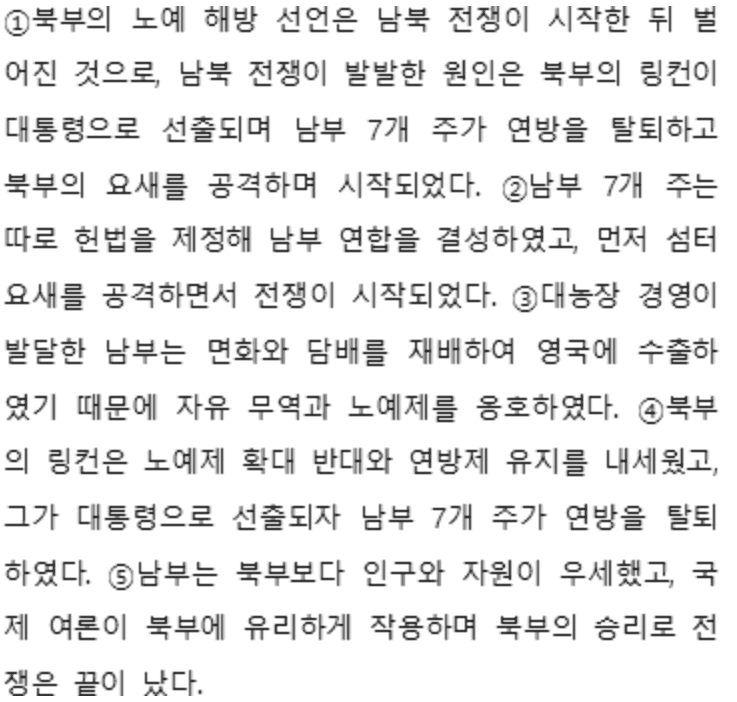 ①북부의 노예 해방 선언은 남북 전쟁이 시작한 뒤 벌
어진 것으로, 남북 전쟁이 발발한 원인은 북부의 링컨이
대통령으로 선출되며 남부 7개 주가 연방을 탈퇴하고
북부의 요새를 공격하며 시작되었다. ②남부 7개 주는
따로 헌법을 제정해 남부 연합을 결성하였고, 먼저 섬터
요새를 공격하면서 전쟁이 시작되었다. ③대농장 경영이
발달한 남부는 면화와 담배를 재배하여 영국에 수출하
였기 때문에 자유 무역과 노예제를 옹호하였다. ④북부
의 링컨은 노예제 확대 반대와 연방제 유지를 내세웠고,
그가 대통령으로 선출되자 남부 7개 주가 연방을 탈퇴
하였다. ⑤남부는 북부보다 인구와 자원이 우세했고, 국
제 여론이 북부에 유리하게 작용하며 북부의 승리로 전
쟁은 끝이 났다.